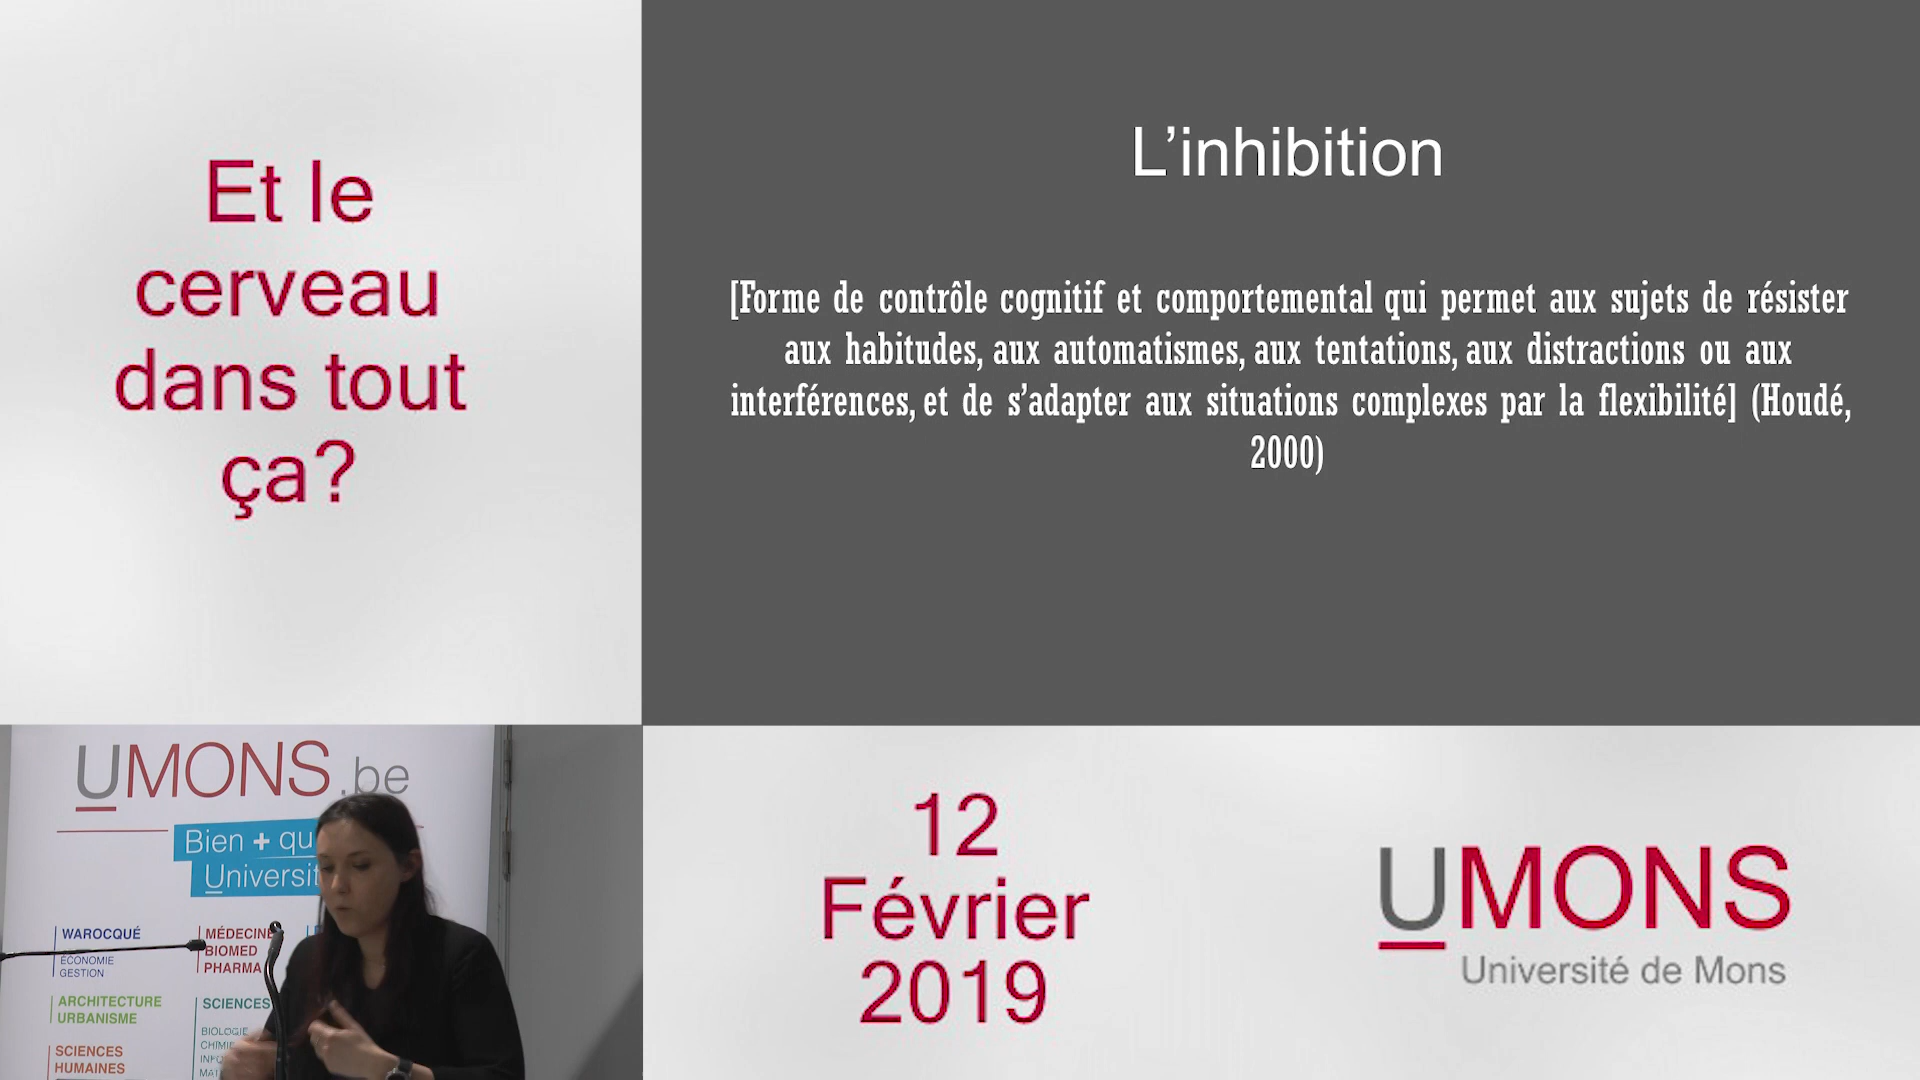 Et le
cerveau
dans tout
ça?
L’inhibition
[Forme de contrôle cognitif et comportemental qui permet aux sujets de résister
aux habitudes, aux automatismes, aux tentations, aux distractions ou aux
interférences, et de s’adapter aux situations complexes par la flexibilité] (Houdé,
2000)
UMONS.be
Bien + qu
Universit
WAROCQUÉ
ÉCONOMIE
GESTION
ARCHITECTURE
URBANISME
SCIENCES
HUMAINES
MÉDECINE
BIOMED
PHARMA
SCIENCES
BIOLOGIE
CHIMIE
12
Février
2019
UMONS
Université de Mons